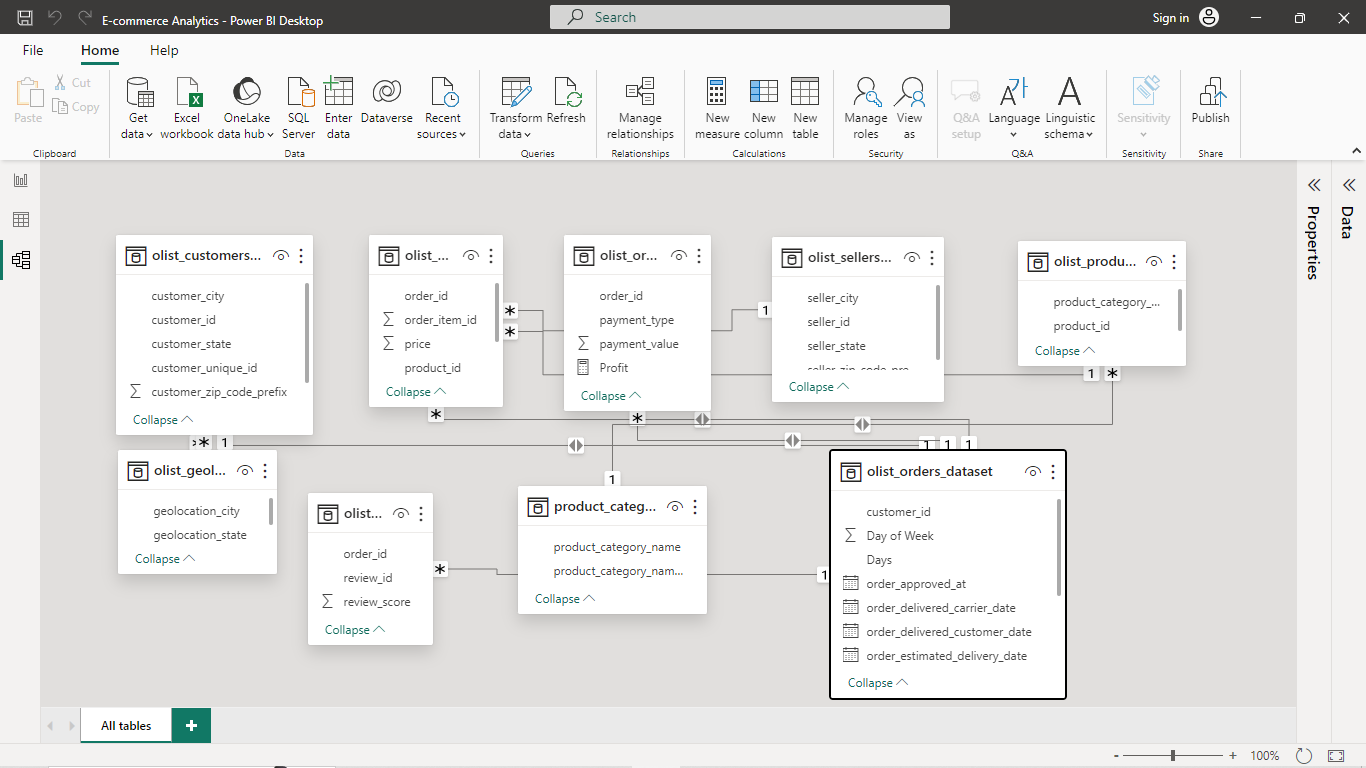 E-commerce Analytics - Power BI Desktop
Search
Sign in
File Home Help
Paste
Cut
Copy
Get data
Excel workbook
OneLake data hub
SQL Server
Enter data
Dataverse
Recent sources
Transform data
Refresh
Manage relationships
New measure
New column
New table
Manage roles
View as
Q&A setup
Language
Linguistic schema
Sensitivity
Publish
Clipboard
Data
Queries
Relationships
Calculations
Security
Q&A
Sensitivity
Share
Properties
Data
olist_customers...
customer_city
customer_id
customer_state
customer_unique_id
Σ customer_zip_code_prefix
Collapse
olist_...
order_id
Σ order_item_id
Σ price
product_id
Collapse
olist_or...
order_id
payment_type
Σ payment_value
Profit
Collapse
olist_sellers...
seller_city
seller_id
seller_state
seller_zip_code_pre...
Collapse
olist_produ...
product_category_...
product_id
Collapse
*
*
1
1 *
*
*
* 1
1
1 1 1
olist_geol...
geolocation_city
geolocation_state
Collapse
olist...
order_id
review_id
Σ review_score
Collapse
*
1
product_categ...
product_category_name
product_category_nam...
Collapse
olist_orders_dataset
customer_id
Σ Day of Week
Days
order_approved_at
order_delivered_carrier_date
order_delivered_customer_date
order_estimated_delivery_date
Collapse
All tables +
- + 100%